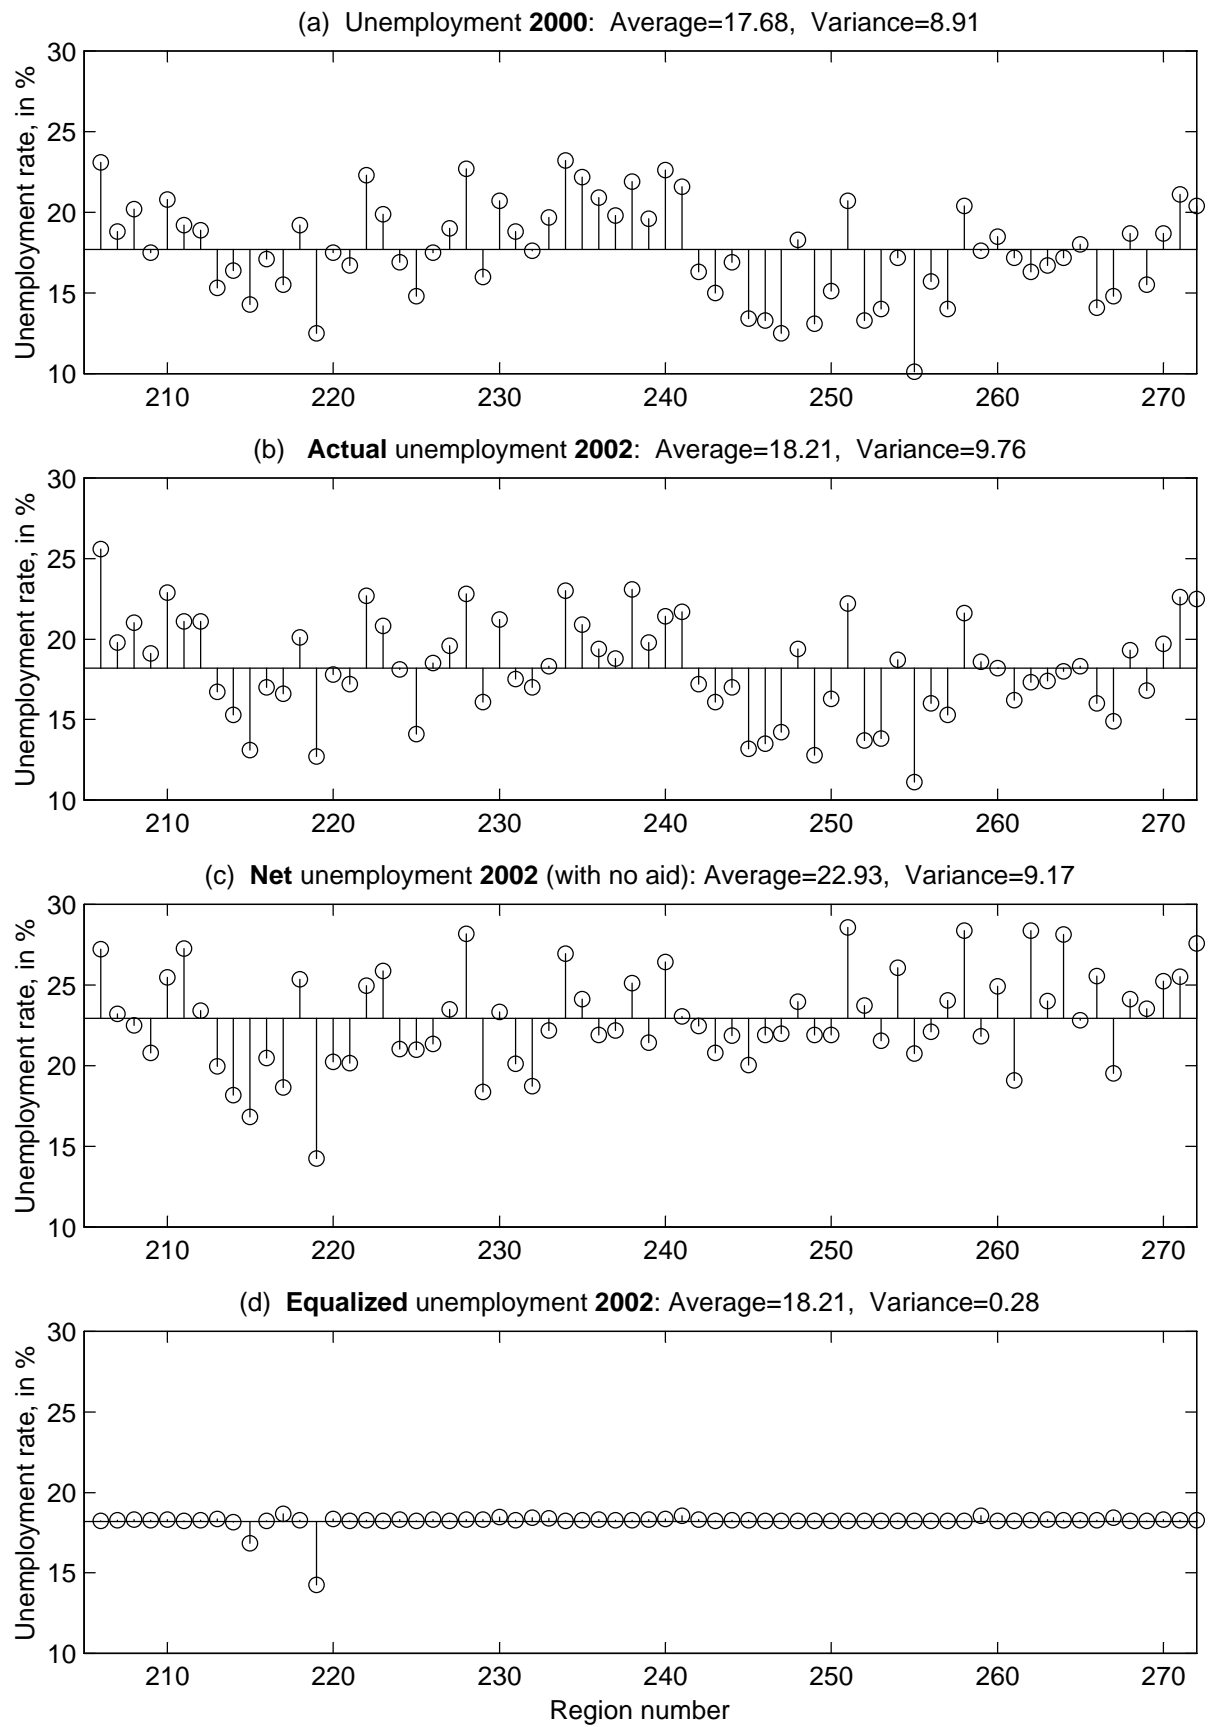 (a) Unemployment 2000: Average=17.68, Variance=8.91
30
25
20
15
10
Unemployment rate, in %
210 220 230 240 250 260 270
(b) Actual unemployment 2002: Average=18.21, Variance=9.76
30
25
20
15
10
Unemployment rate, in %
210 220 230 240 250 260 270
(c) Net unemployment 2002 (with no aid): Average=22.93, Variance=9.17
30
25
20
15
10
Unemployment rate, in %
210 220 230 240 250 260 270
(d) Equalized unemployment 2002: Average=18.21, Variance=0.28
30
25
20
15
10
Unemployment rate, in %
210 220 230 240 250 260 270
Region number